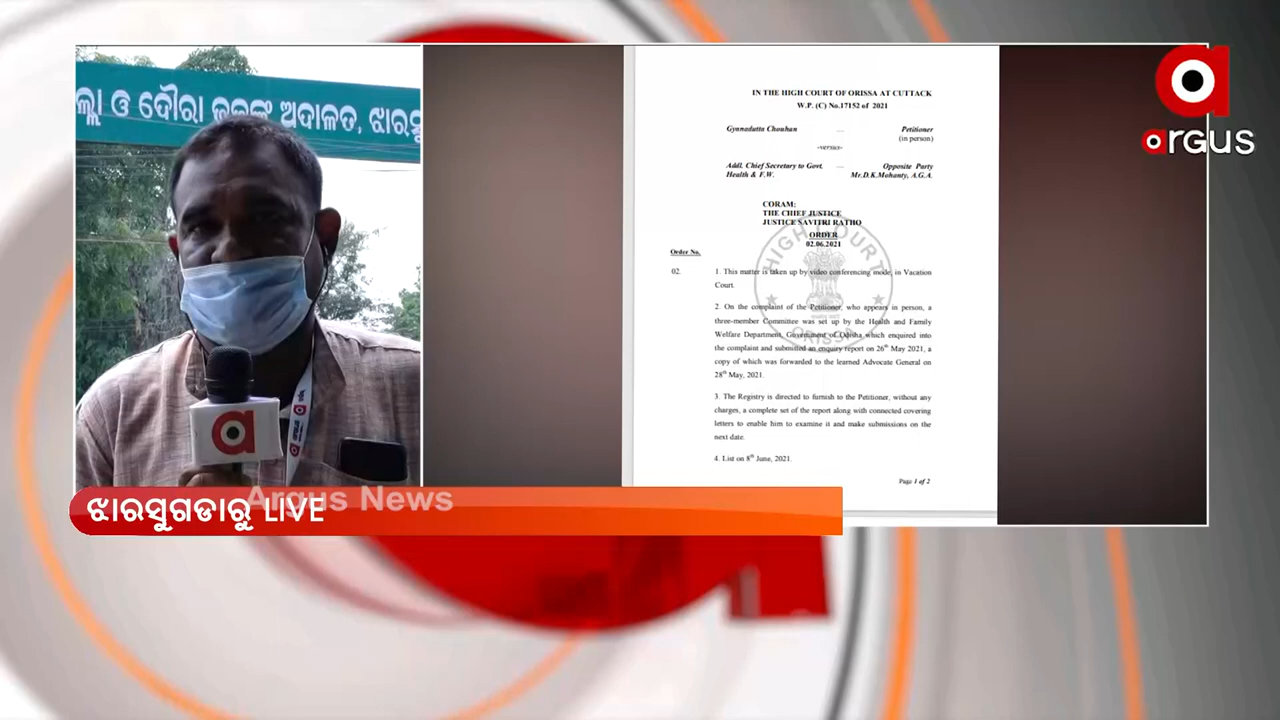 ଲ୍ଲା ଓ ଦୌରା ଜଜଙ୍କ ଅଦାଳତ, ଝାରସୁ
a
argus
IN THE HIGH COURT OF ORISSA AT CUTTACK
W.P. (C) No.17152 of 2021
Gynadutta Chouhan .... Petitioner
(in person)
-versus-
Addl. Chief Secretary to Govt. .... Opposite Party
Health & F.W. Mr.D.K.Mohanty, A.G.A.
CORAM:
THE CHIEF JUSTICE
JUSTICE SAVITRI RATHO
ORDER
02.06.2021
Order No.
02. 1. This matter is taken up by video conferencing mode, in Vacation
Court.
2. On the complaint of the Petitioner, who appears in person, a
three-member Committee was set up by the Health and Family
Welfare Department, Government of Odisha which enquired into
the complaint and submitted an enquiry report on 26th May 2021, a
copy of which was forwarded to the learned Advocate General on
28th May, 2021.
3. The Registry is directed to furnish to the Petitioner, without any
charges, a complete set of the report along with connected covering
letters to enable him to examine it and make submissions on the
next date.
4. List on 8th June, 2021.
Page 1 of 2
HIGH COURT
ORISSA
a
Argus News
ଝାରସୁଗଡାରୁ LIVE